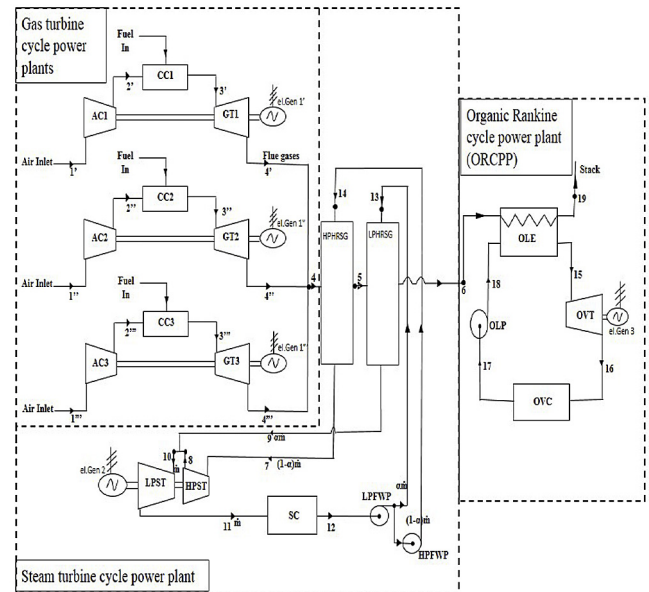 Gas turbine
cycle power
plants
Fuel
In
CC1
2'
3'
AC1
GT1
el.Gen 1'
Air Inlet
1'
Flue gases
4'
Fuel
In
CC2
2''
3''
AC2
GT2
el.Gen 1''
Air Inlet
1''
4''
Fuel
In
CC3
2'''
3'''
AC3
GT3
el.Gen 1''
Air Inlet
1'''
4'''
4
14
13
HPHRSG
LPHRSG
5
6
Organic Rankine
cycle power plant
(ORCPP)
Stack
19
OLE
18
15
OLP
OVT
el.Gen 3
17
16
OVC
9 αṁ
10
ṁ
8
7 (1-α)ṁ
el.Gen 2
LPST
HPST
11 ṁ
SC
12
LPFWP
αṁ
(1-α)ṁ
HPFWP
Steam turbine cycle power plant